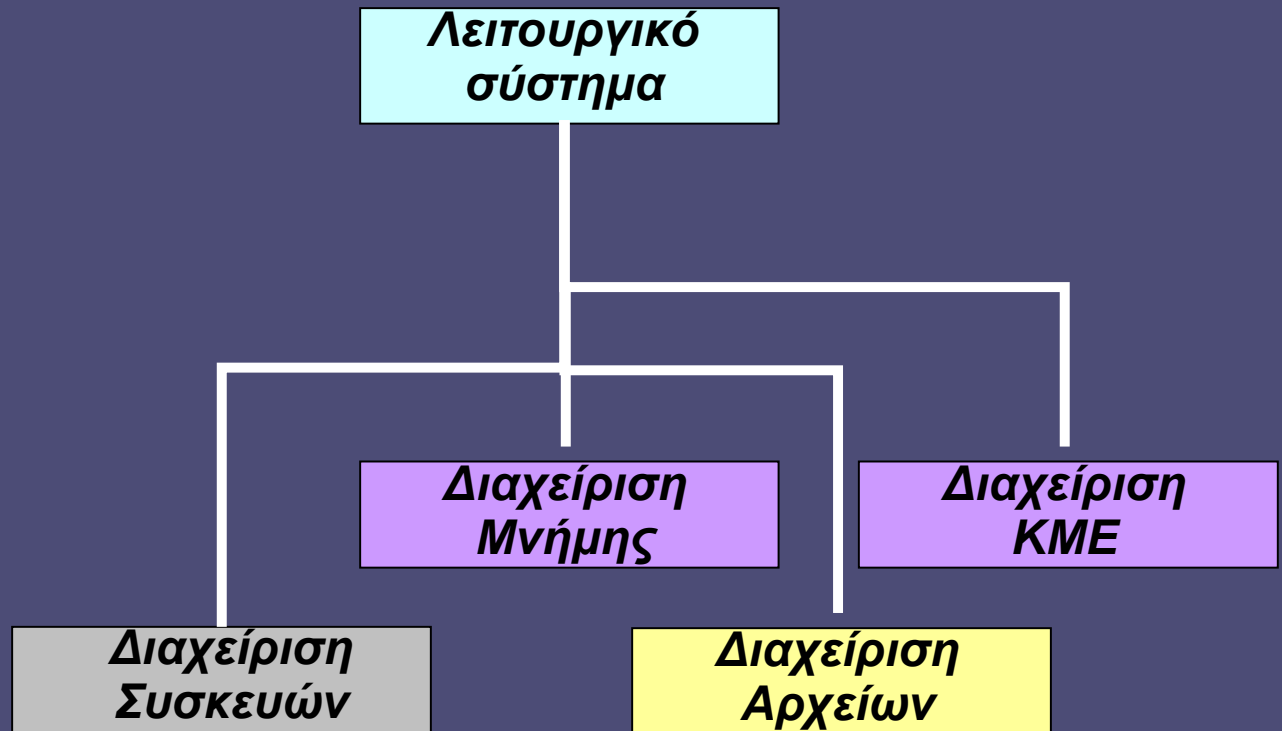 Λειτουργικό
σύστημα
Διαχείριση
Μνήμης
Διαχείριση
ΚΜΕ
Διαχείριση
Συσκευών
Διαχείριση
Αρχείων